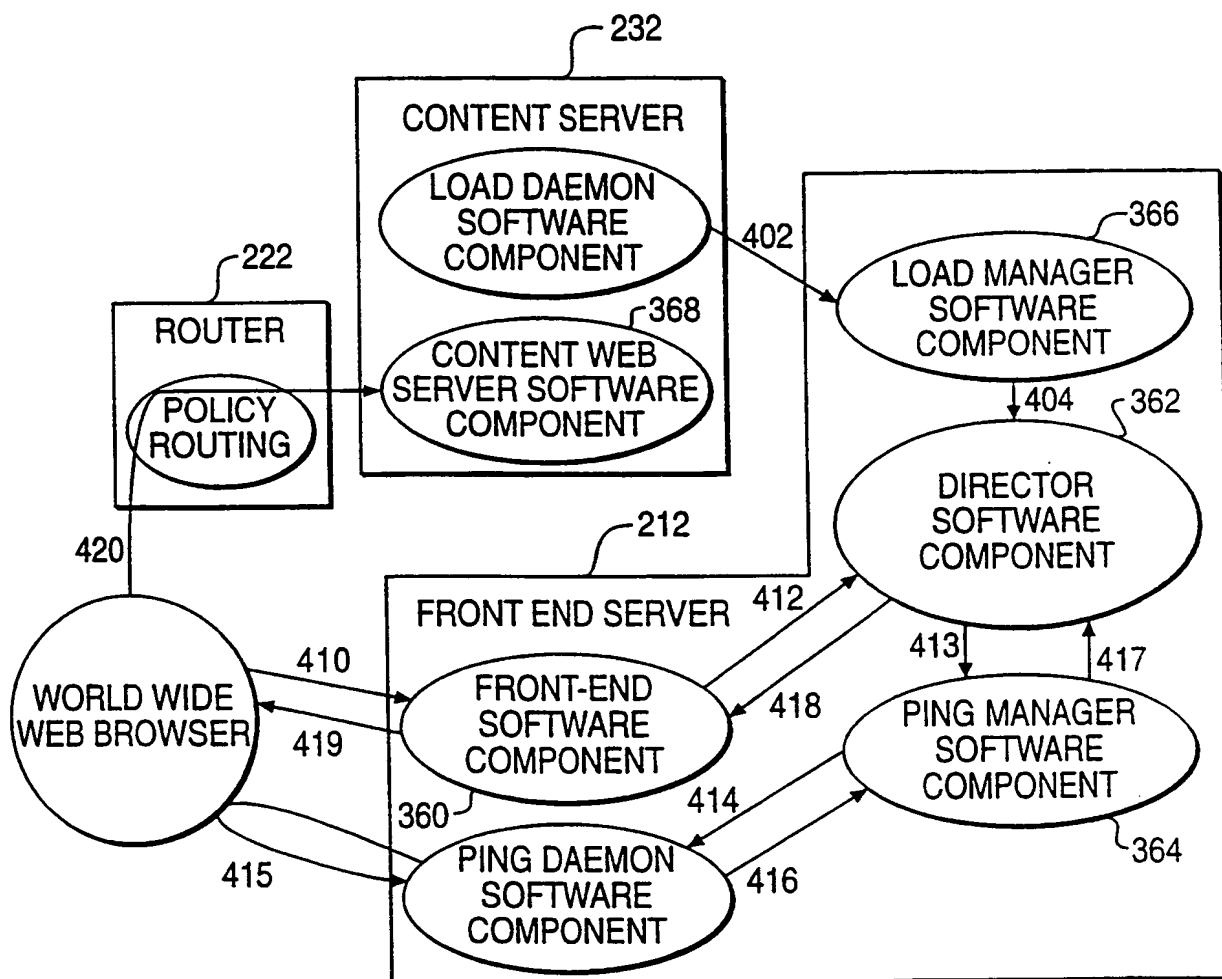 232
CONTENT SERVER
LOAD DAEMON
SOFTWARE
COMPONENT
402
366
LOAD MANAGER
SOFTWARE
COMPONENT
222
ROUTER
POLICY
ROUTING
368
CONTENT WEB
SERVER SOFTWARE
COMPONENT
404
362
DIRECTOR
SOFTWARE
COMPONENT
420
212
FRONT END SERVER
412
WORLD WIDE
WEB BROWSER
410
419
FRONT-END
SOFTWARE
COMPONENT
360
418
413
417
PING MANAGER
SOFTWARE
COMPONENT
364
414
415
PING DAEMON
SOFTWARE
COMPONENT
416